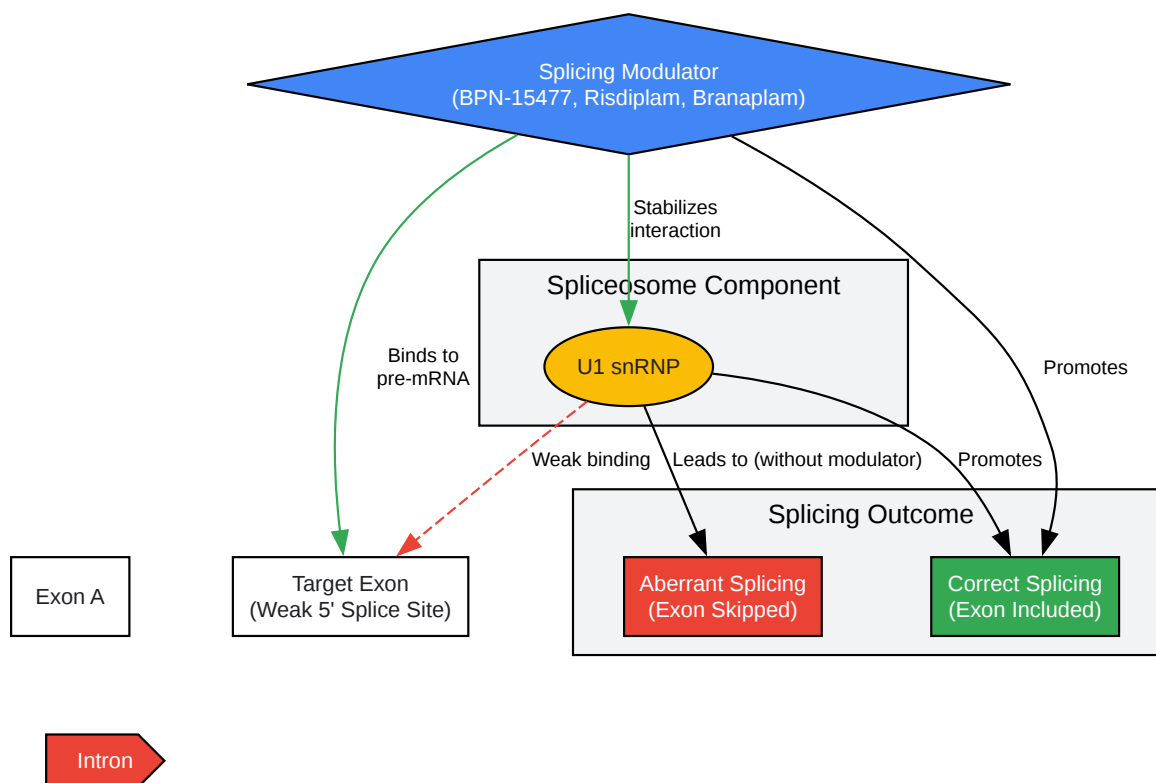 Splicing Modulator
(BPN-15477, Risdiplam, Branaplam)
Stabilizes
interaction
Spliceosome Component
U1 snRNP
Binds to
pre-mRNA
Promotes
Weak binding
Leads to (without modulator)
Promotes
Splicing Outcome
Exon A
Target Exon
(Weak 5' Splice Site)
Aberrant Splicing
(Exon Skipped)
Correct Splicing
(Exon Included)
Intron